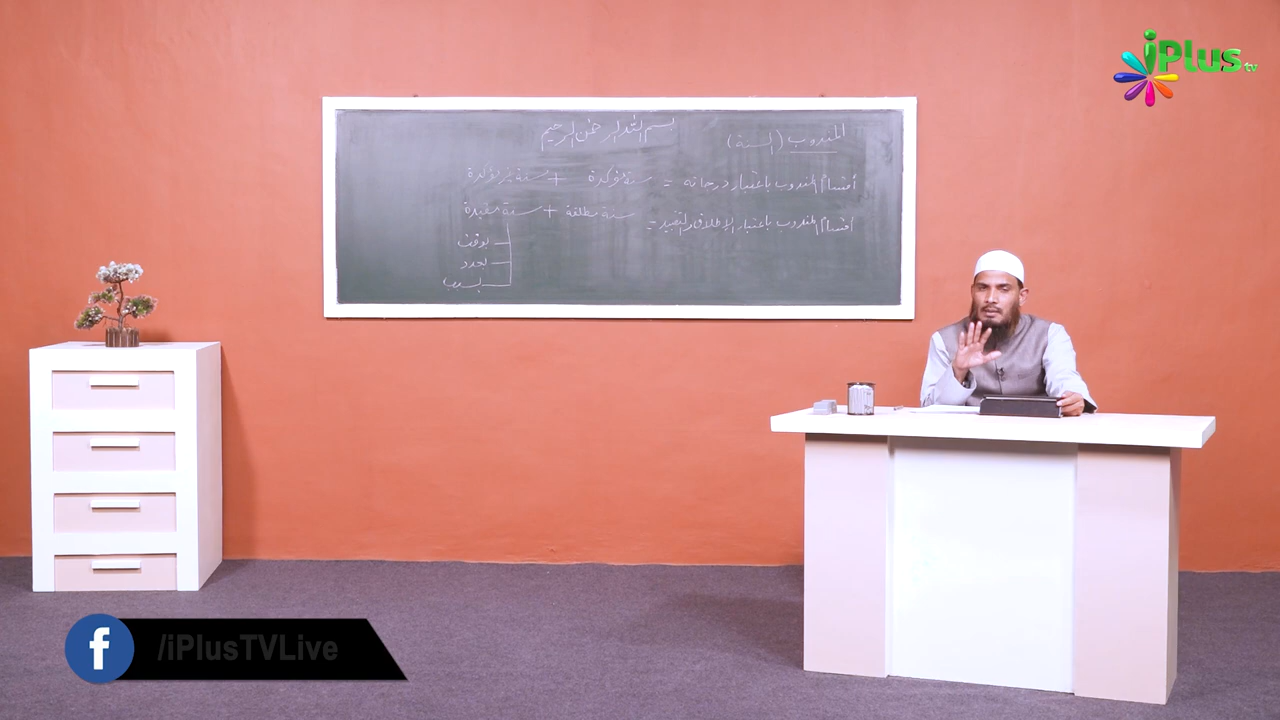 iPlus tv
بسم الله الرحمن الرحيم
المندوب (السنة)
أقسام المندوب باعتبار درجاته = سنة مؤكدة + سنة غير مؤكدة
أقسام المندوب باعتبار الإطلاق والتقييد = سنة مطلقة + سنة مقيدة
بوقت
بعدد
بسبب
f /iPlusTVLive